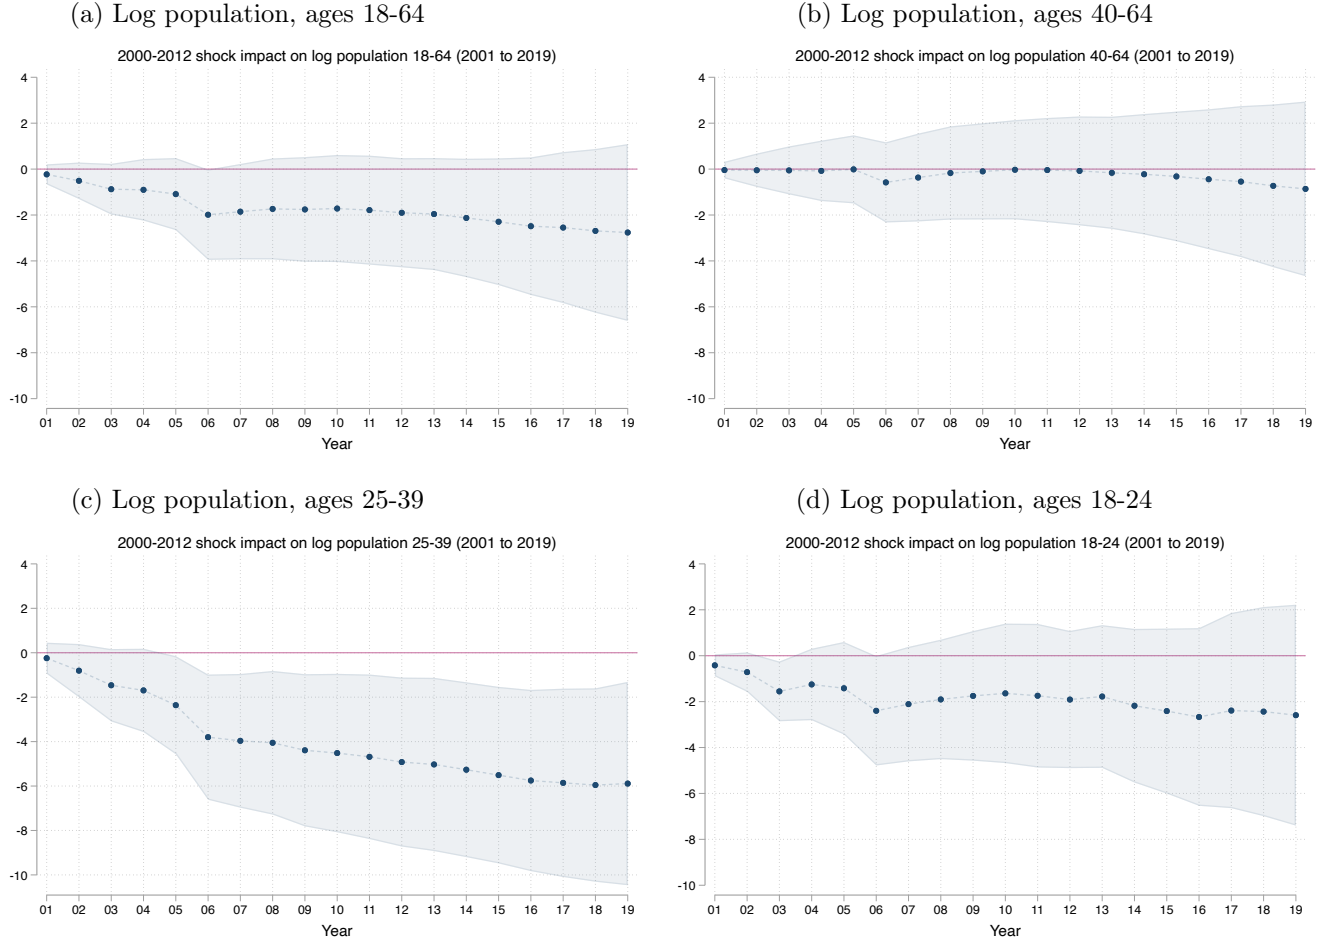 (a) Log population, ages 18-64
2000-2012 shock impact on log population 18-64 (2001 to 2019)
4
2
0
-2
-4
-6
-8
-10
01 02 03 04 05 06 07 08 09 10 11 12 13 14 15 16 17 18 19
Year
(b) Log population, ages 40-64
2000-2012 shock impact on log population 40-64 (2001 to 2019)
4
2
0
-2
-4
-6
-8
-10
01 02 03 04 05 06 07 08 09 10 11 12 13 14 15 16 17 18 19
Year
(c) Log population, ages 25-39
2000-2012 shock impact on log population 25-39 (2001 to 2019)
4
2
0
-2
-4
-6
-8
-10
01 02 03 04 05 06 07 08 09 10 11 12 13 14 15 16 17 18 19
Year
(d) Log population, ages 18-24
2000-2012 shock impact on log population 18-24 (2001 to 2019)
4
2
0
-2
-4
-6
-8
-10
01 02 03 04 05 06 07 08 09 10 11 12 13 14 15 16 17 18 19
Year